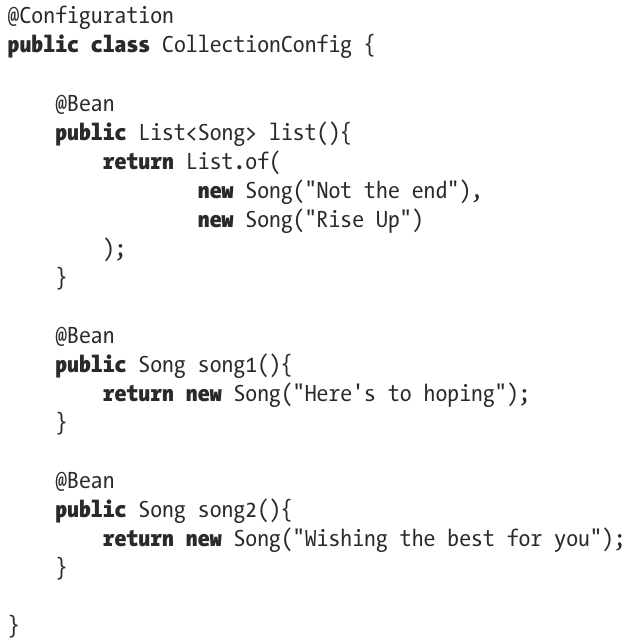 @Configuration
public class CollectionConfig {

    @Bean
    public List<Song> list(){
        return List.of(
                new Song("Not the end"),
                new Song("Rise Up")
        );
    }

    @Bean
    public Song song1(){
        return new Song("Here's to hoping");
    }

    @Bean
    public Song song2(){
        return new Song("Wishing the best for you");
    }

}